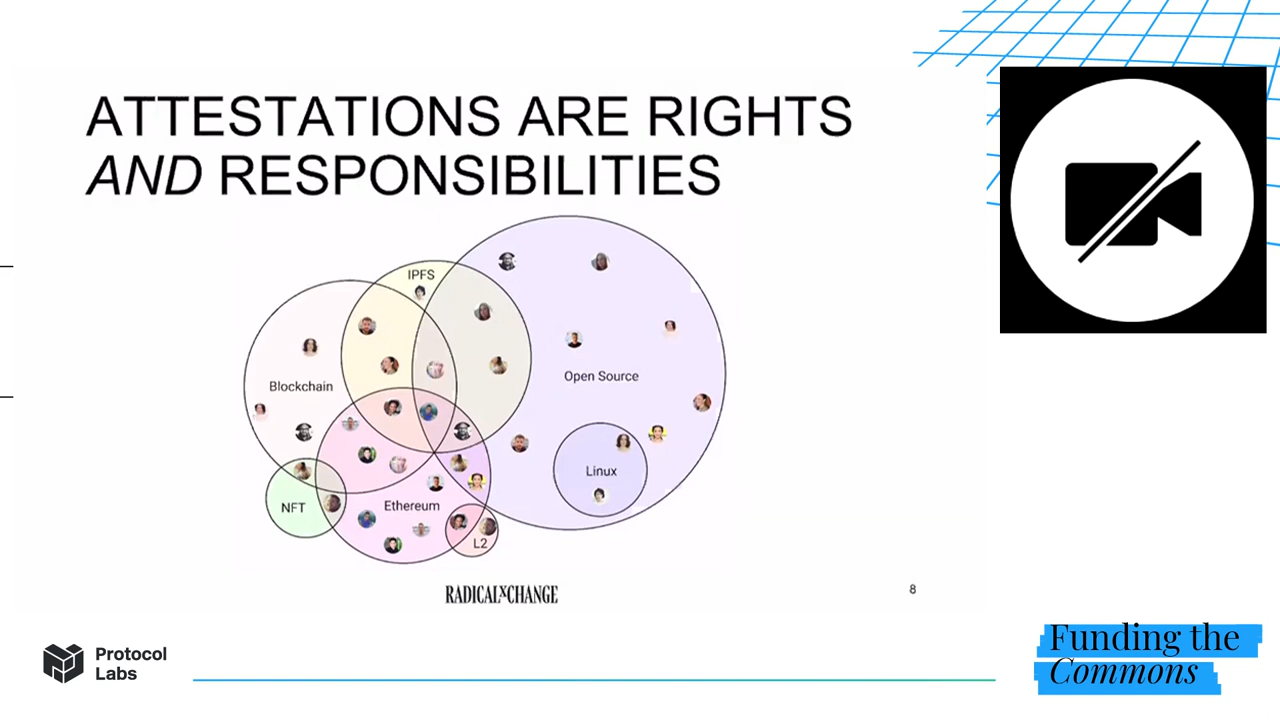 ATTESTATIONS ARE RIGHTS
AND RESPONSIBILITIES
IPFS
Blockchain
Open Source
Linux
NFT
Ethereum
L2
RADICALXCHANGE
8
Protocol
Labs
Funding the
Commons